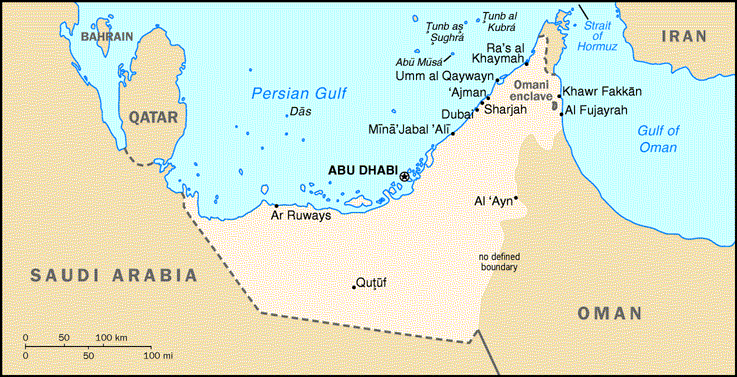 BAHRAIN
QATAR
Persian Gulf
Dās
Ţunb aş
Şughrá
Ţunb al
Kubrá
Abū Mūsá
Strait
of
Hormuz
IRAN
Ra's al
Khaymah
Umm al Qaywayn
'Ajman
Sharjah
Dubai
Mīnā' Jabal 'Alī
Omani
enclave
Khawr Fakkān
Al Fujayrah
Gulf of
Oman
ABU DHABI
Ar Ruways
Al 'Ayn
no defined
boundary
Quţūf
SAUDI ARABIA
OMAN
0 50 100 km
0 50 100 mi